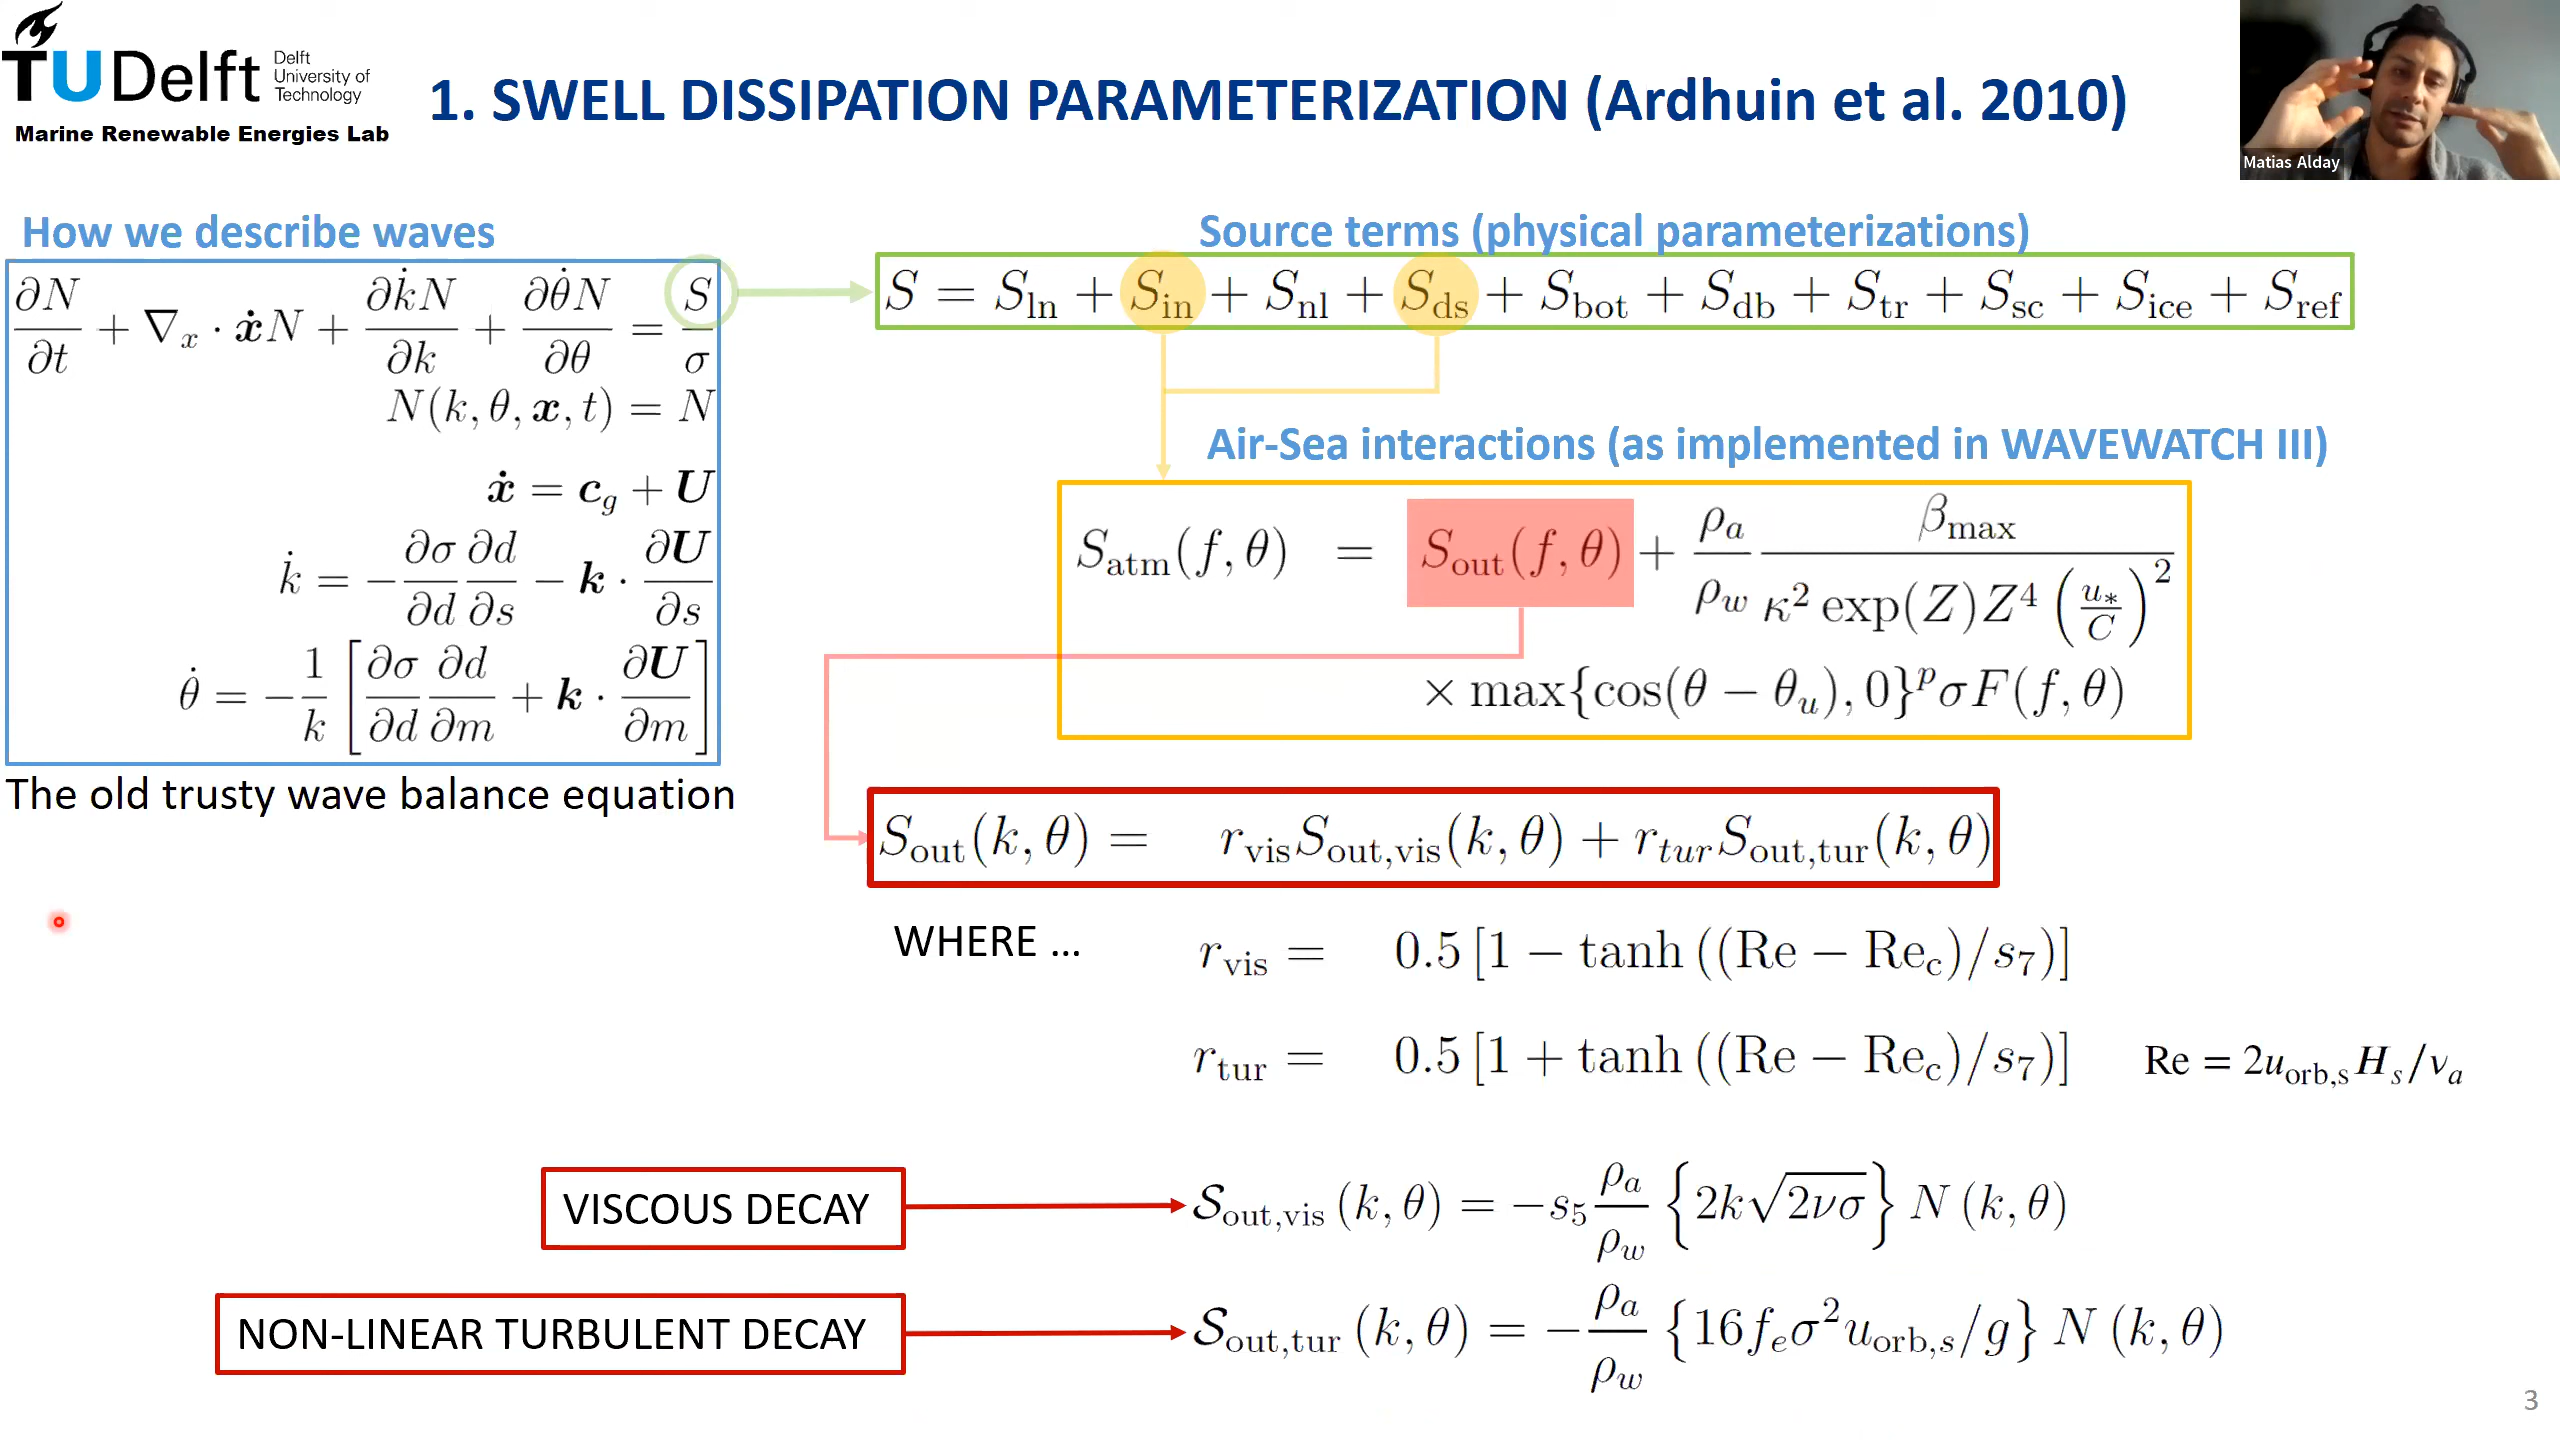 TUDelft
Delft
University of
Technology
Marine Renewable Energies Lab
1. SWELL DISSIPATION PARAMETERIZATION (Ardhuin et al. 2010)
Matias Alday
How we describe waves
∂N/∂t + ∇ₓ · ẋN + ∂k̇N/∂k + ∂θ̇N/∂θ = S/σ
N(k, θ, x, t) = N
ẋ = c_g + U
k̇ = −∂σ/∂d ∂d/∂s − k · ∂U/∂s
θ̇ = −1/k [∂σ/∂d ∂d/∂m + k · ∂U/∂m]
The old trusty wave balance equation
Source terms (physical parameterizations)
S = S_ln + S_in + S_nl + S_ds + S_bot + S_db + S_tr + S_sc + S_ice + S_ref
Air-Sea interactions (as implemented in WAVEWATCH III)
S_atm(f, θ) = S_out(f, θ) + ρ_a/ρ_w β_max/(κ² exp(Z)Z⁴ (u_*/C)²)
× max{cos(θ − θ_u), 0}^p σF(f, θ)
S_out(k, θ) = r_vis S_out,vis(k, θ) + r_tur S_out,tur(k, θ)
WHERE ...
r_vis = 0.5 [1 − tanh ((Re − Re_c)/s₇)]
r_tur = 0.5 [1 + tanh ((Re − Re_c)/s₇)]
Re = 2u_orb,s H_s/ν_a
VISCOUS DECAY
S_out,vis (k, θ) = −s₅ ρ_a/ρ_w {2k√(2νσ)} N (k, θ)
NON-LINEAR TURBULENT DECAY
S_out,tur (k, θ) = −ρ_a/ρ_w {16f_e σ² u_orb,s/g} N (k, θ)
3